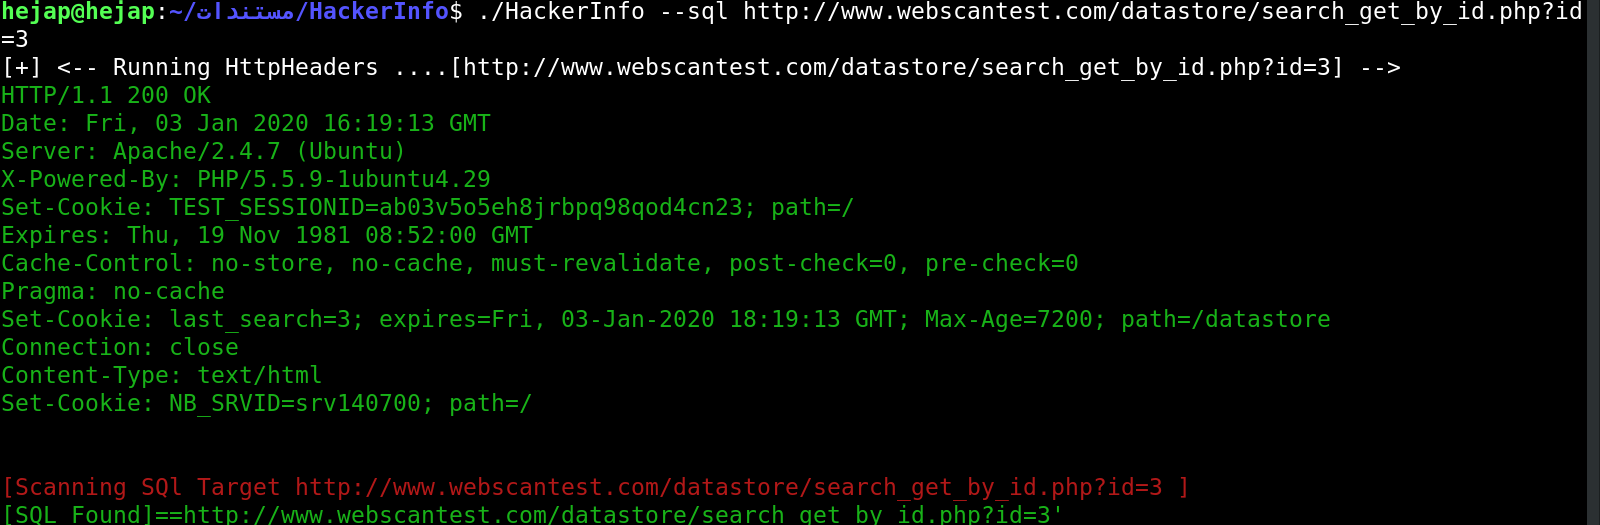 hejap@hejap:~/مستندات/HackerInfo$ ./HackerInfo --sql http://www.webscantest.com/datastore/search_get_by_id.php?id
=3
[+] <-- Running HttpHeaders ....[http://www.webscantest.com/datastore/search_get_by_id.php?id=3] -->
HTTP/1.1 200 OK
Date: Fri, 03 Jan 2020 16:19:13 GMT
Server: Apache/2.4.7 (Ubuntu)
X-Powered-By: PHP/5.5.9-1ubuntu4.29
Set-Cookie: TEST_SESSIONID=ab03v5o5eh8jrbpq98qod4cn23; path=/
Expires: Thu, 19 Nov 1981 08:52:00 GMT
Cache-Control: no-store, no-cache, must-revalidate, post-check=0, pre-check=0
Pragma: no-cache
Set-Cookie: last_search=3; expires=Fri, 03-Jan-2020 18:19:13 GMT; Max-Age=7200; path=/datastore
Connection: close
Content-Type: text/html
Set-Cookie: NB_SRVID=srv140700; path=/
[Scanning SQl Target http://www.webscantest.com/datastore/search_get_by_id.php?id=3 ]
[SQL Found]==http://www.webscantest.com/datastore/search_get_by_id.php?id=3'